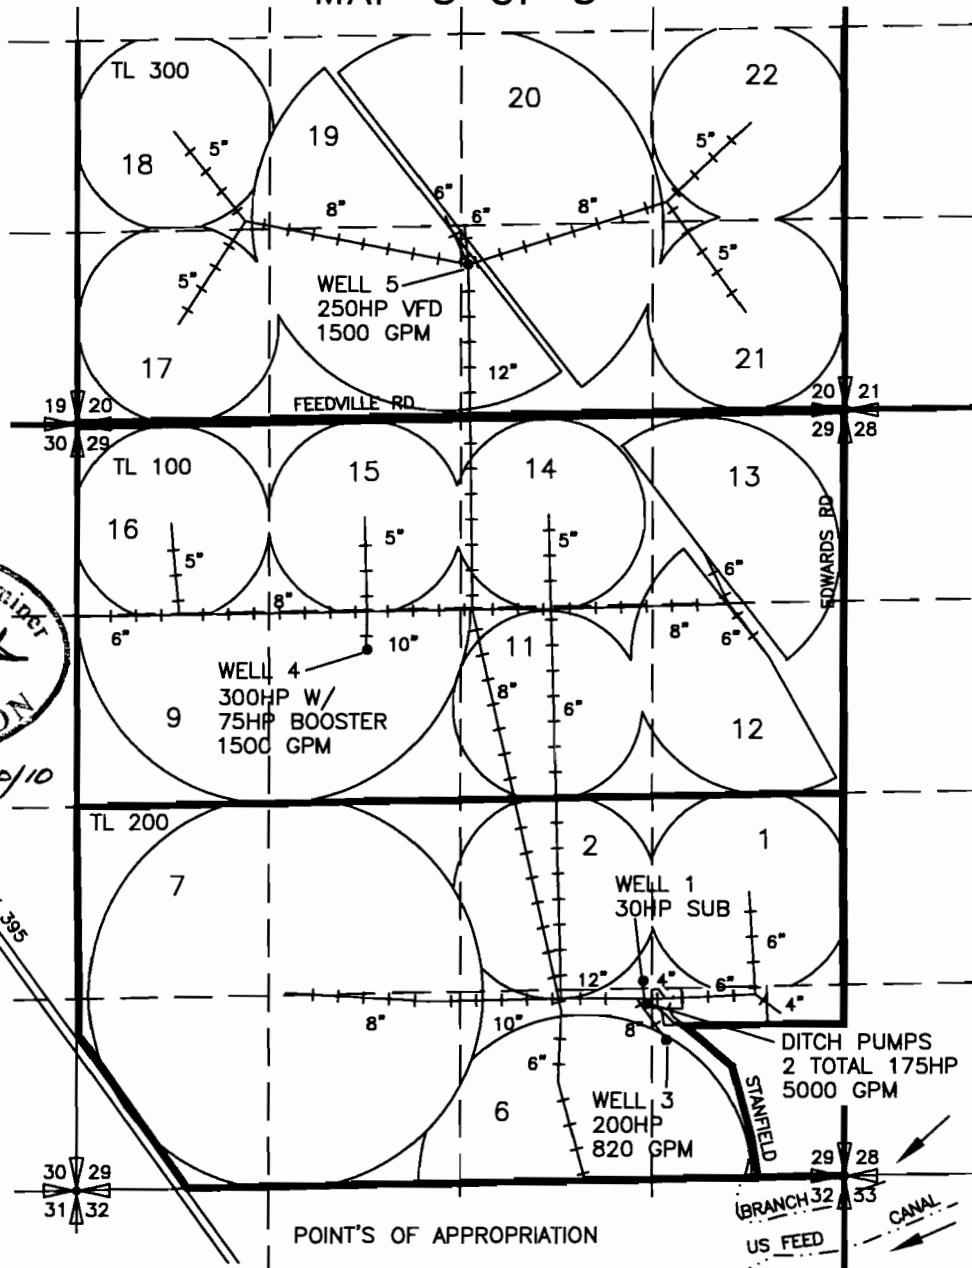 TL 300
22
20
19
18
5"
5"
6"
6"
8"
8"
5"
5"
WELL 5
250HP VFD
1500 GPM
12"
17
21
FEEDVILLE RD
19 20
30 29
20 21
29 28
TL 100
15
14
13
16
5"
5"
5"
6"
EDWARDS RD
6"
8"
10"
8"
6"
11
WELL 4
300HP W/
75HP BOOSTER
1500 GPM
8"
6"
9
12
TL 200
7
2
1
WELL 1
30HP SUB
395
6"
12"
4"
6"
4"
8"
10"
8"
6"
DITCH PUMPS
2 TOTAL 175HP
5000 GPM
6
WELL 3
200HP
820 GPM
STANFIELD
30 29
31 32
29 28
32 33
BRANCH
CANAL
US FEED
POINT'S OF APPROPRIATION